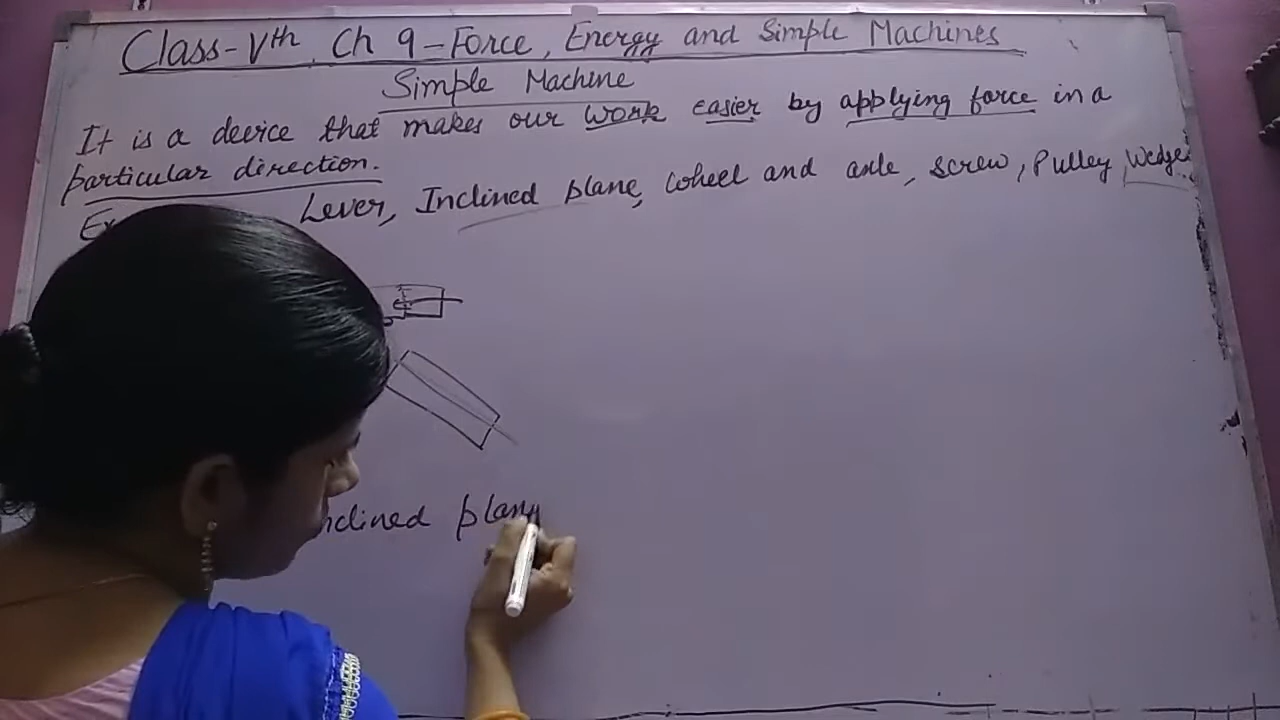 Class-Vth, Ch 9-Force, Energy and Simple Machines
Simple Machine
It is a device that makes our work easier by applying force in a
particular direction.
Lever, Inclined plane, wheel and axle, screw, Pulley, Wedge.
nclined plan